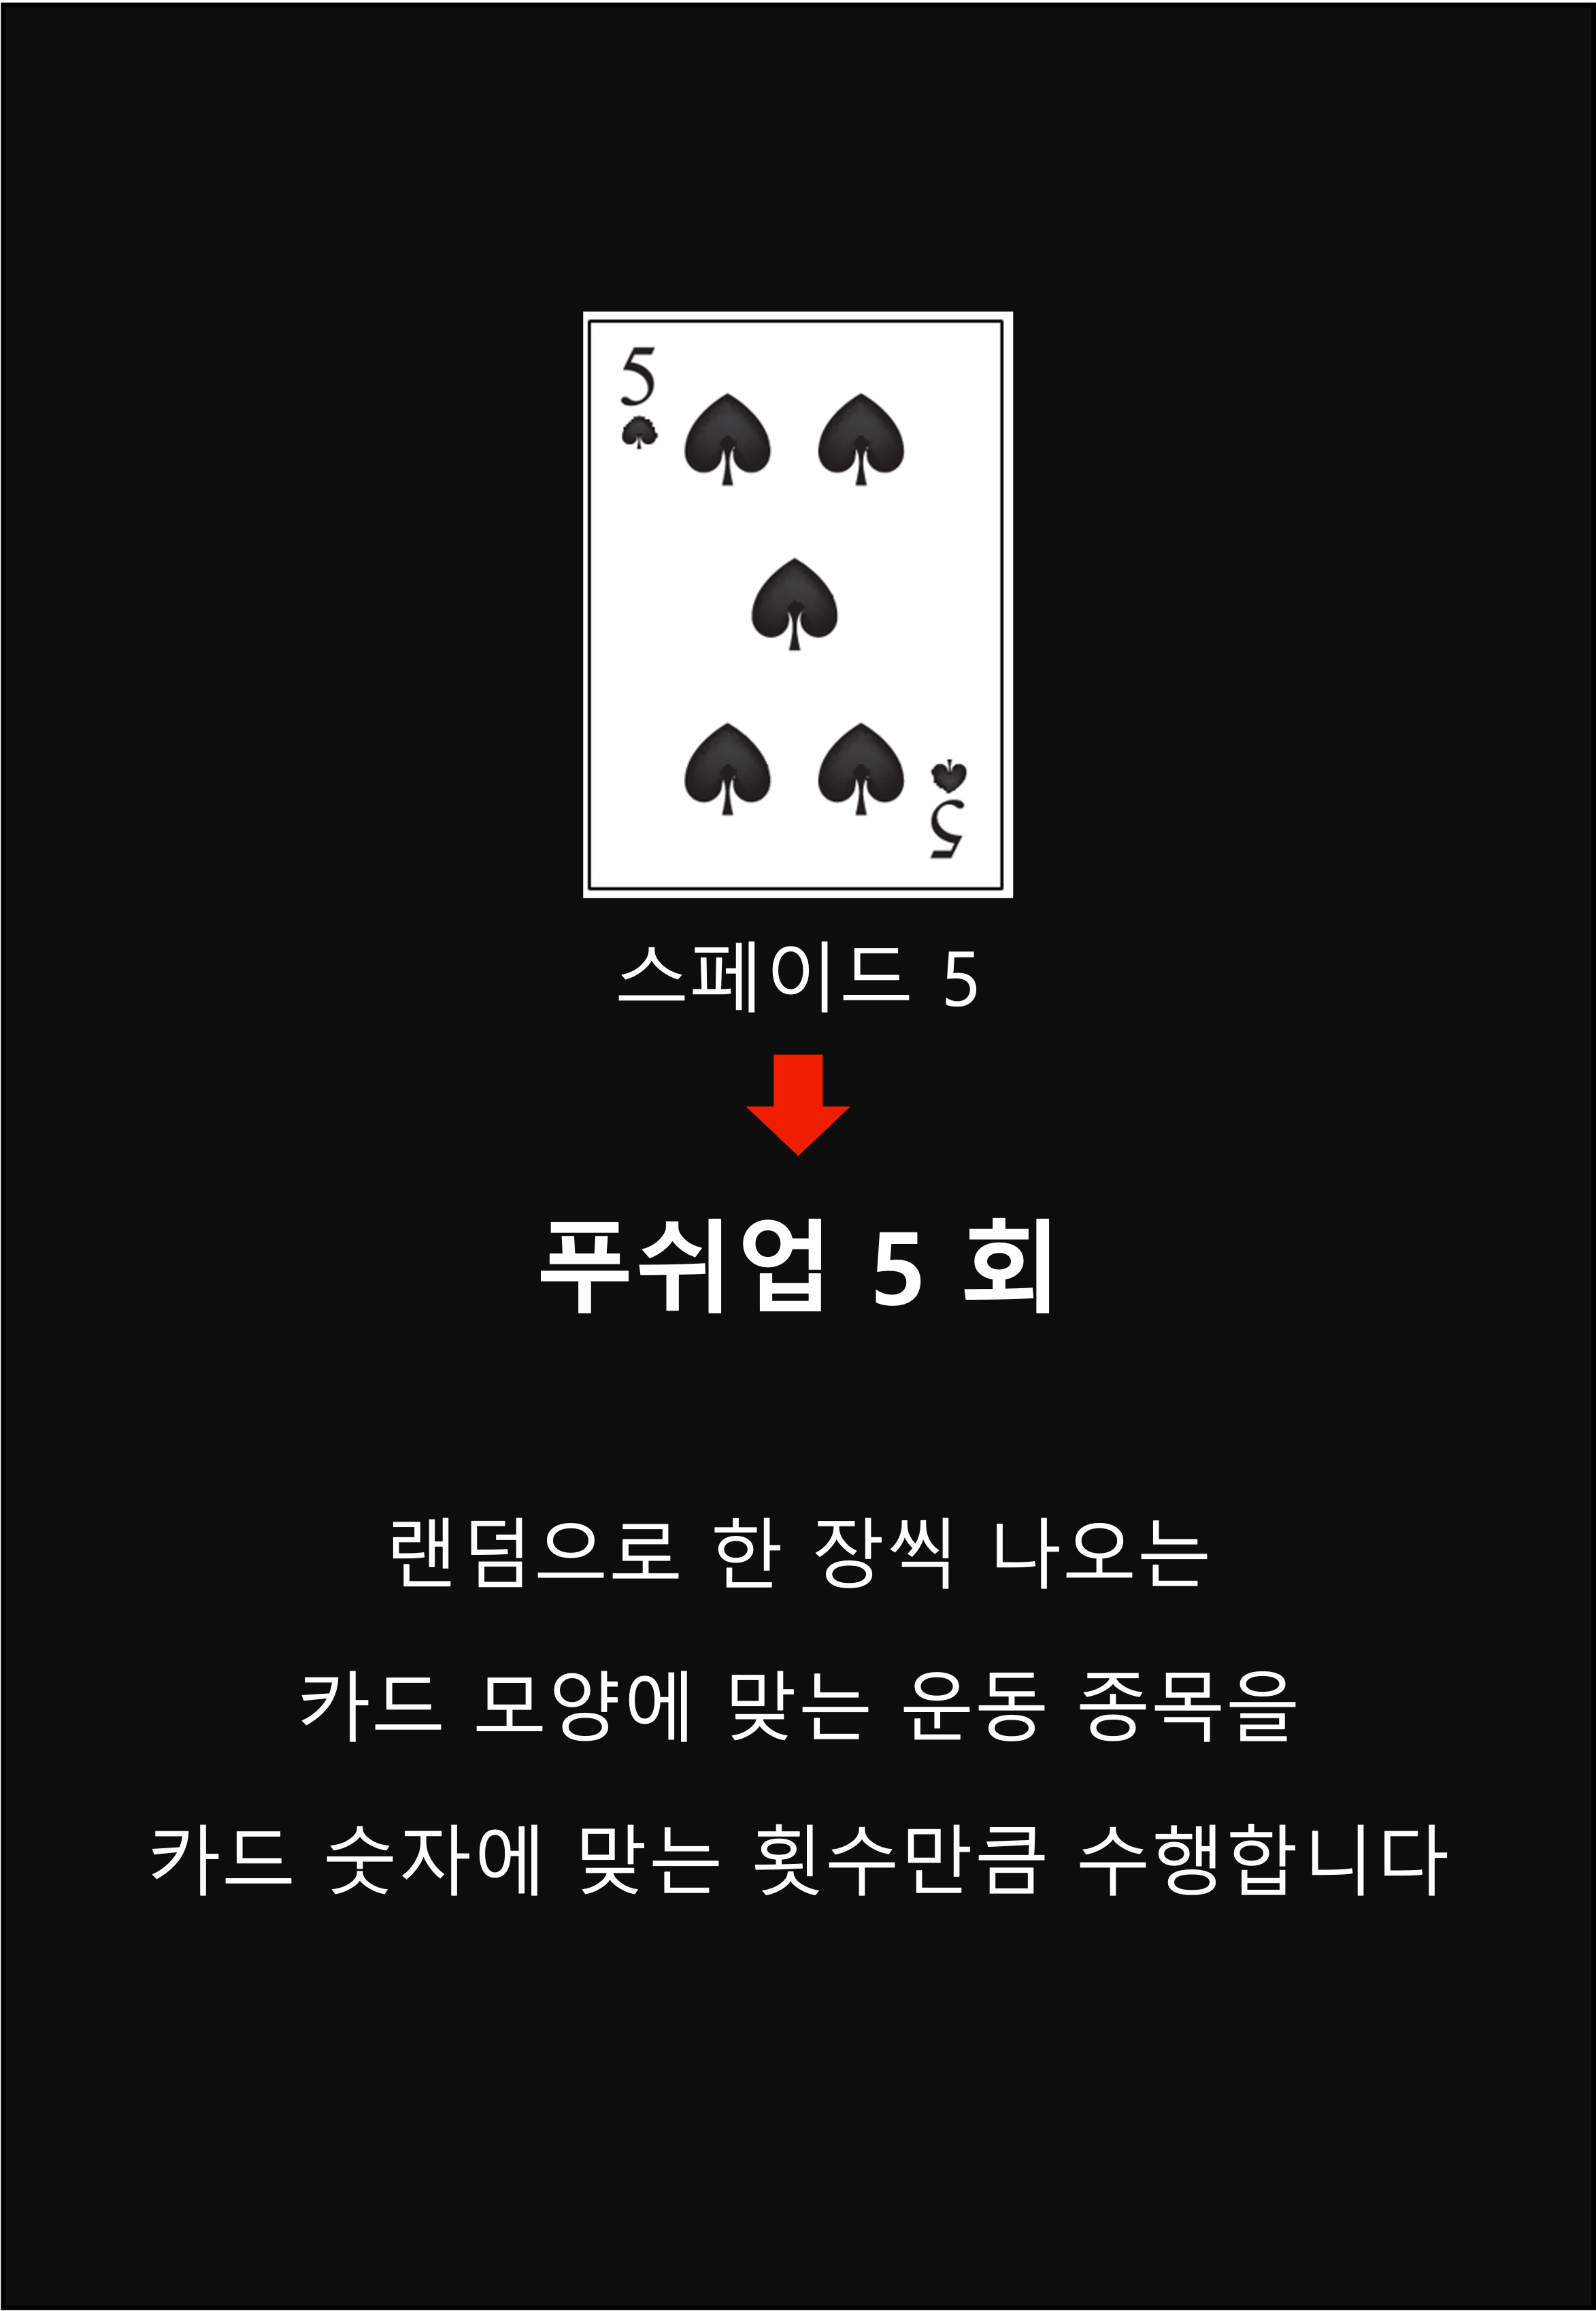 5
5
스페이드 5
푸쉬업 5 회
랜덤으로 한 장씩 나오는
카드 모양에 맞는 운동 종목을
카드 숫자에 맞는 횟수만큼 수행합니다